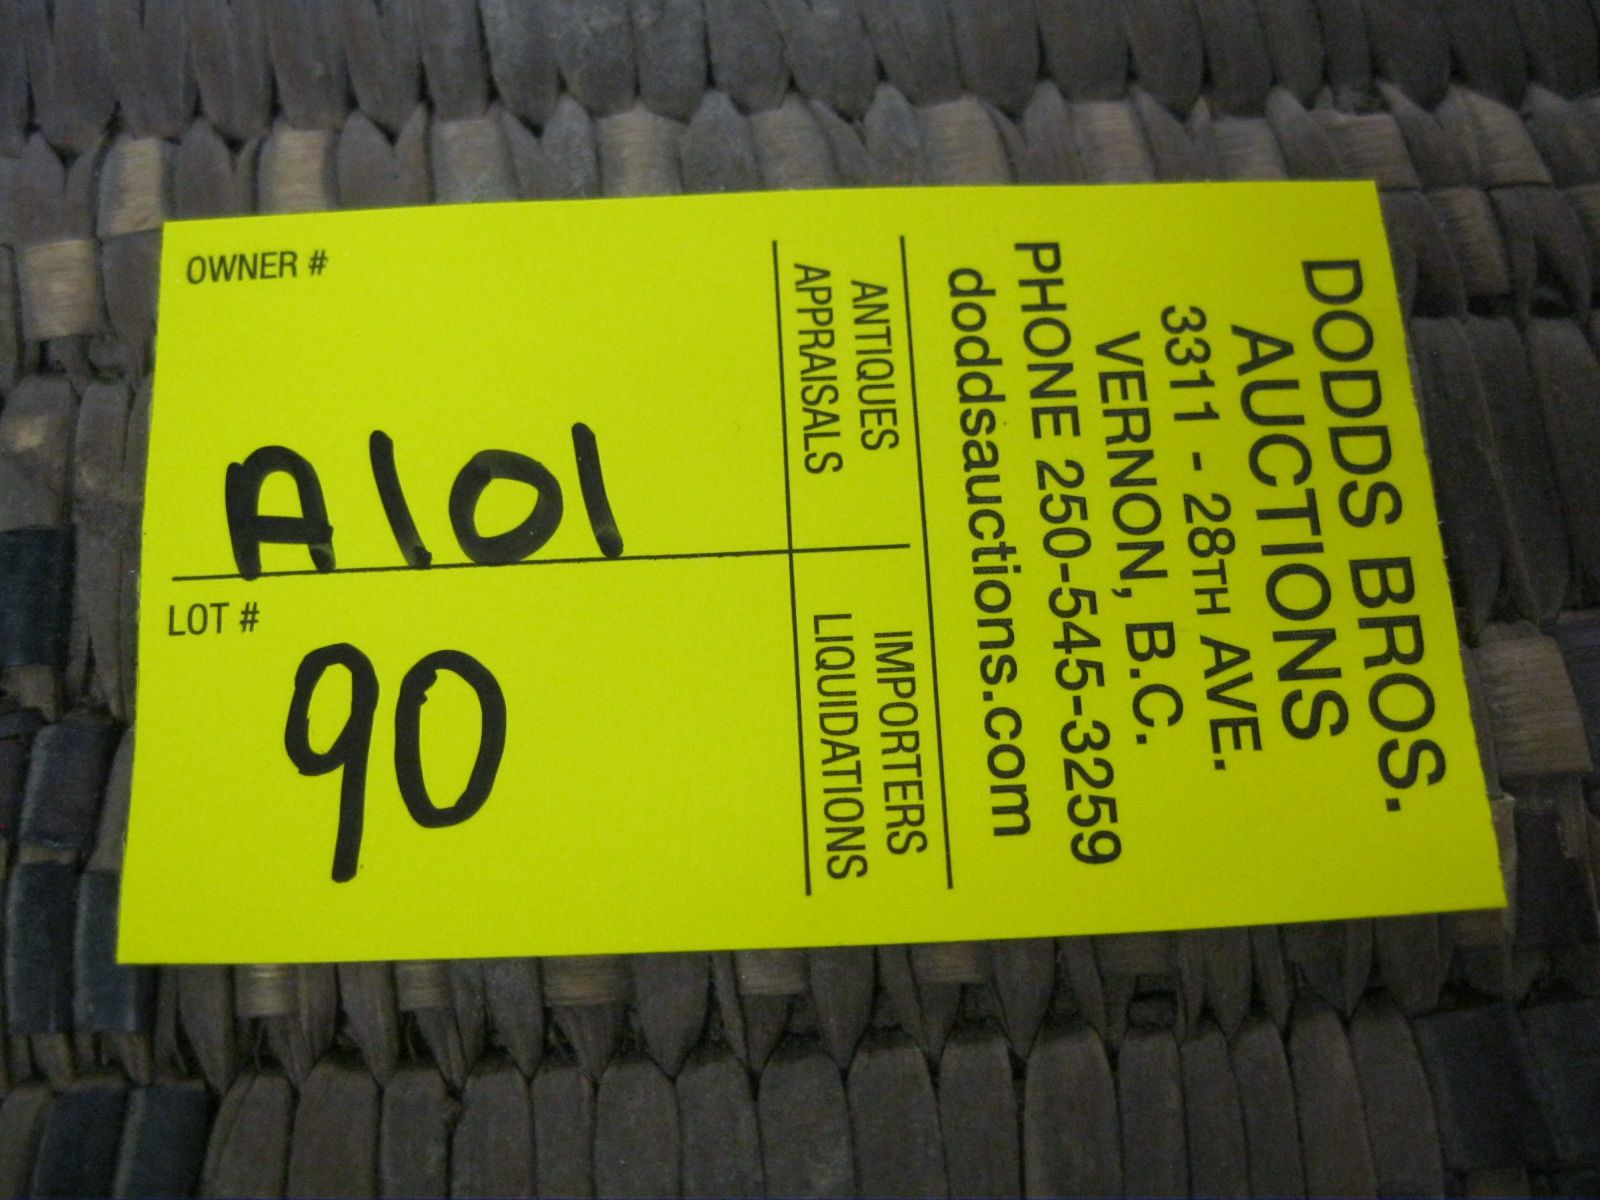 DODDS BROS.
AUCTIONS
3311 - 28TH AVE.
VERNON, B.C.
PHONE 250-545-3259
doddsauctions.com
ANTIQUES
APPRAISALS
IMPORTERS
LIQUIDATIONS
OWNER #
A101
LOT #
90